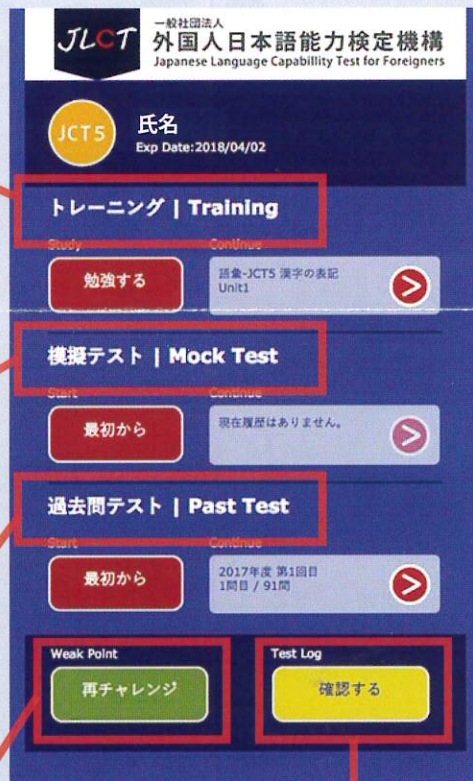 JLCT
一般社団法人
外国人日本語能力検定機構
Japanese Language Capabillity Test for Foreigners
JCT5
氏名
Exp Date:2018/04/02
トレーニング | Training
Study
Continue
勉強する
語彙-JCT5 漢字の表記
Unit1
模擬テスト | Mock Test
Start
Continue
最初から
現在履歴はありません。
過去問テスト | Past Test
Start
Continue
最初から
2017年度 第1回目
1問目 / 91問
Weak Point
Test Log
再チャレンジ
確認する